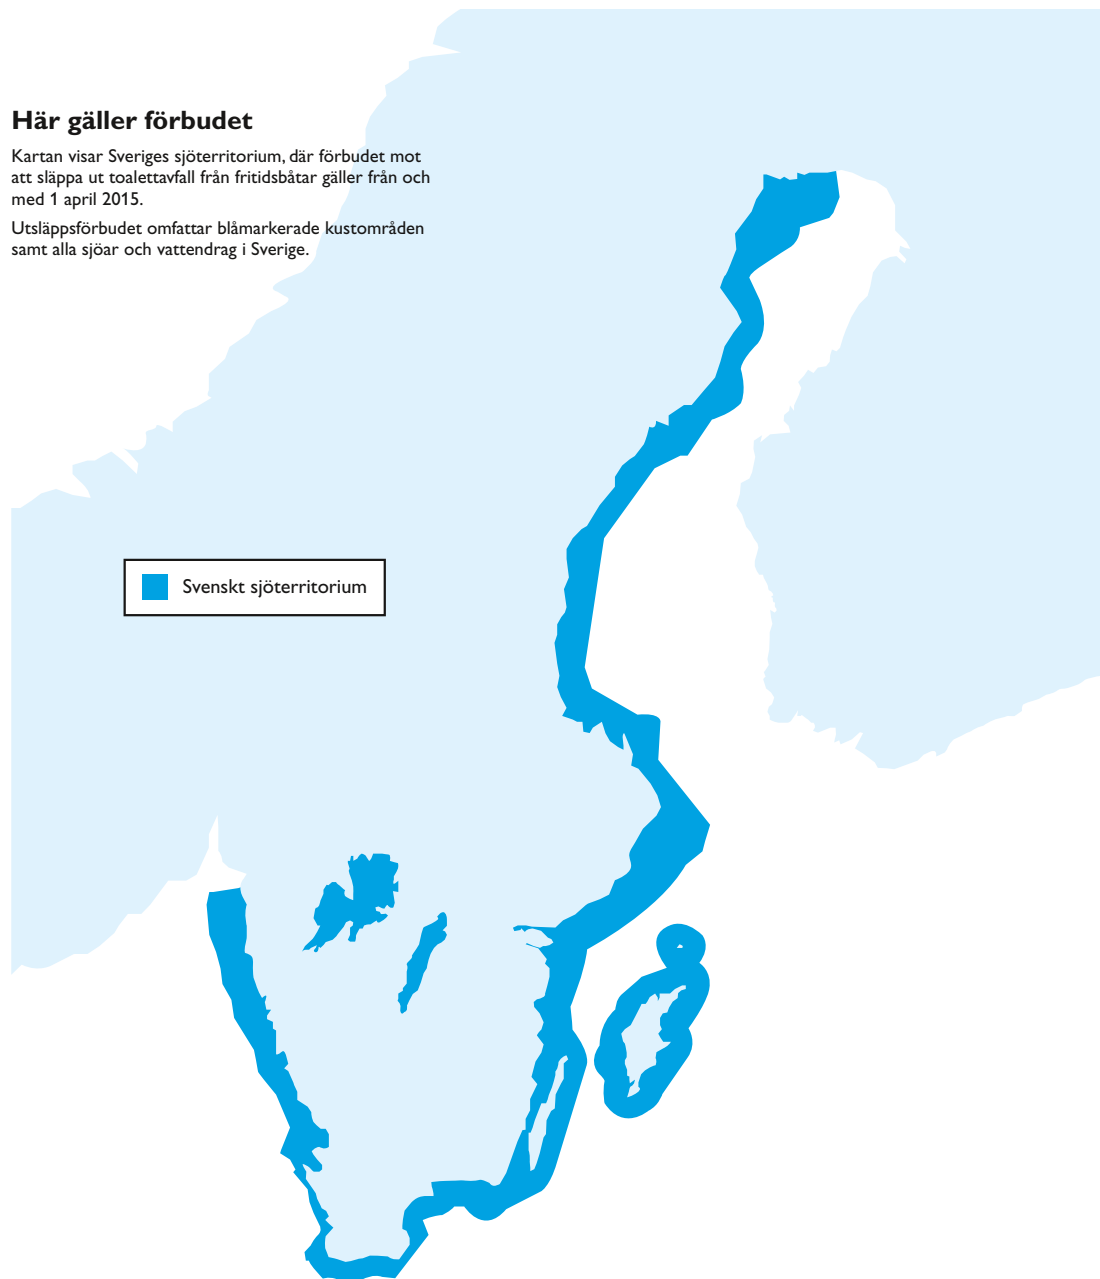 Här gäller förbudet
Kartan visar Sveriges sjöterritorium, där förbudet mot
att släppa ut toalettavfall från fritidsbåtar gäller från och
med 1 april 2015.
Utsläppsförbudet omfattar blåmarkerade kustområden
samt alla sjöar och vattendrag i Sverige.
Svenskt sjöterritorium